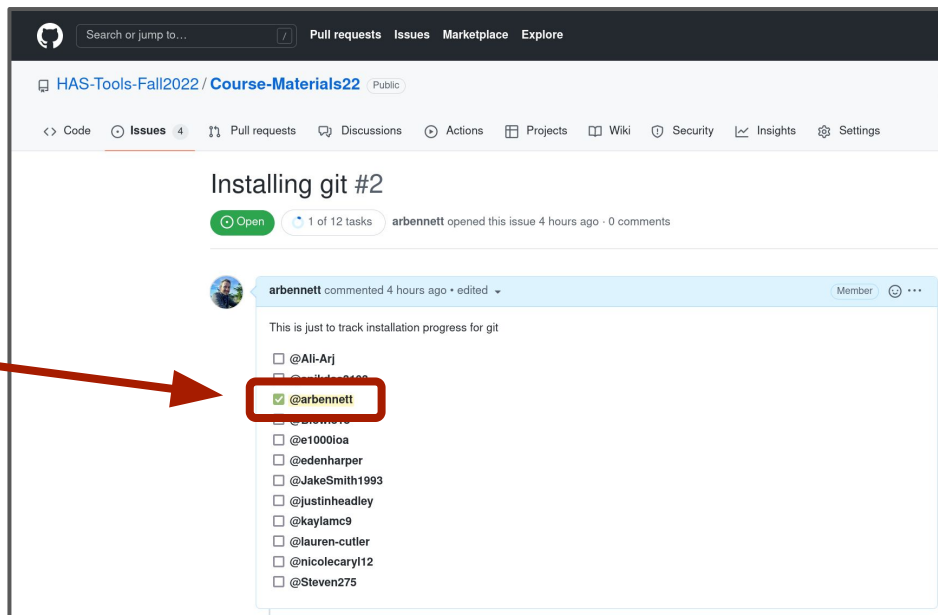 Search or jump to... /
Pull requests Issues Marketplace Explore
HAS-Tools-Fall2022 / Course-Materials22 Public
<> Code Issues 4 Pull requests Discussions Actions Projects Wiki Security Insights Settings
Installing git #2
Open 1 of 12 tasks arbennett opened this issue 4 hours ago · 0 comments
arbennett commented 4 hours ago • edited Member ···
This is just to track installation progress for git
@Ali-Arj
@arbennett
@e1000ioa
@edenharper
@JakeSmith1993
@justinheadley
@kaylamc9
@lauren-cutler
@nicolecaryl12
@Steven275